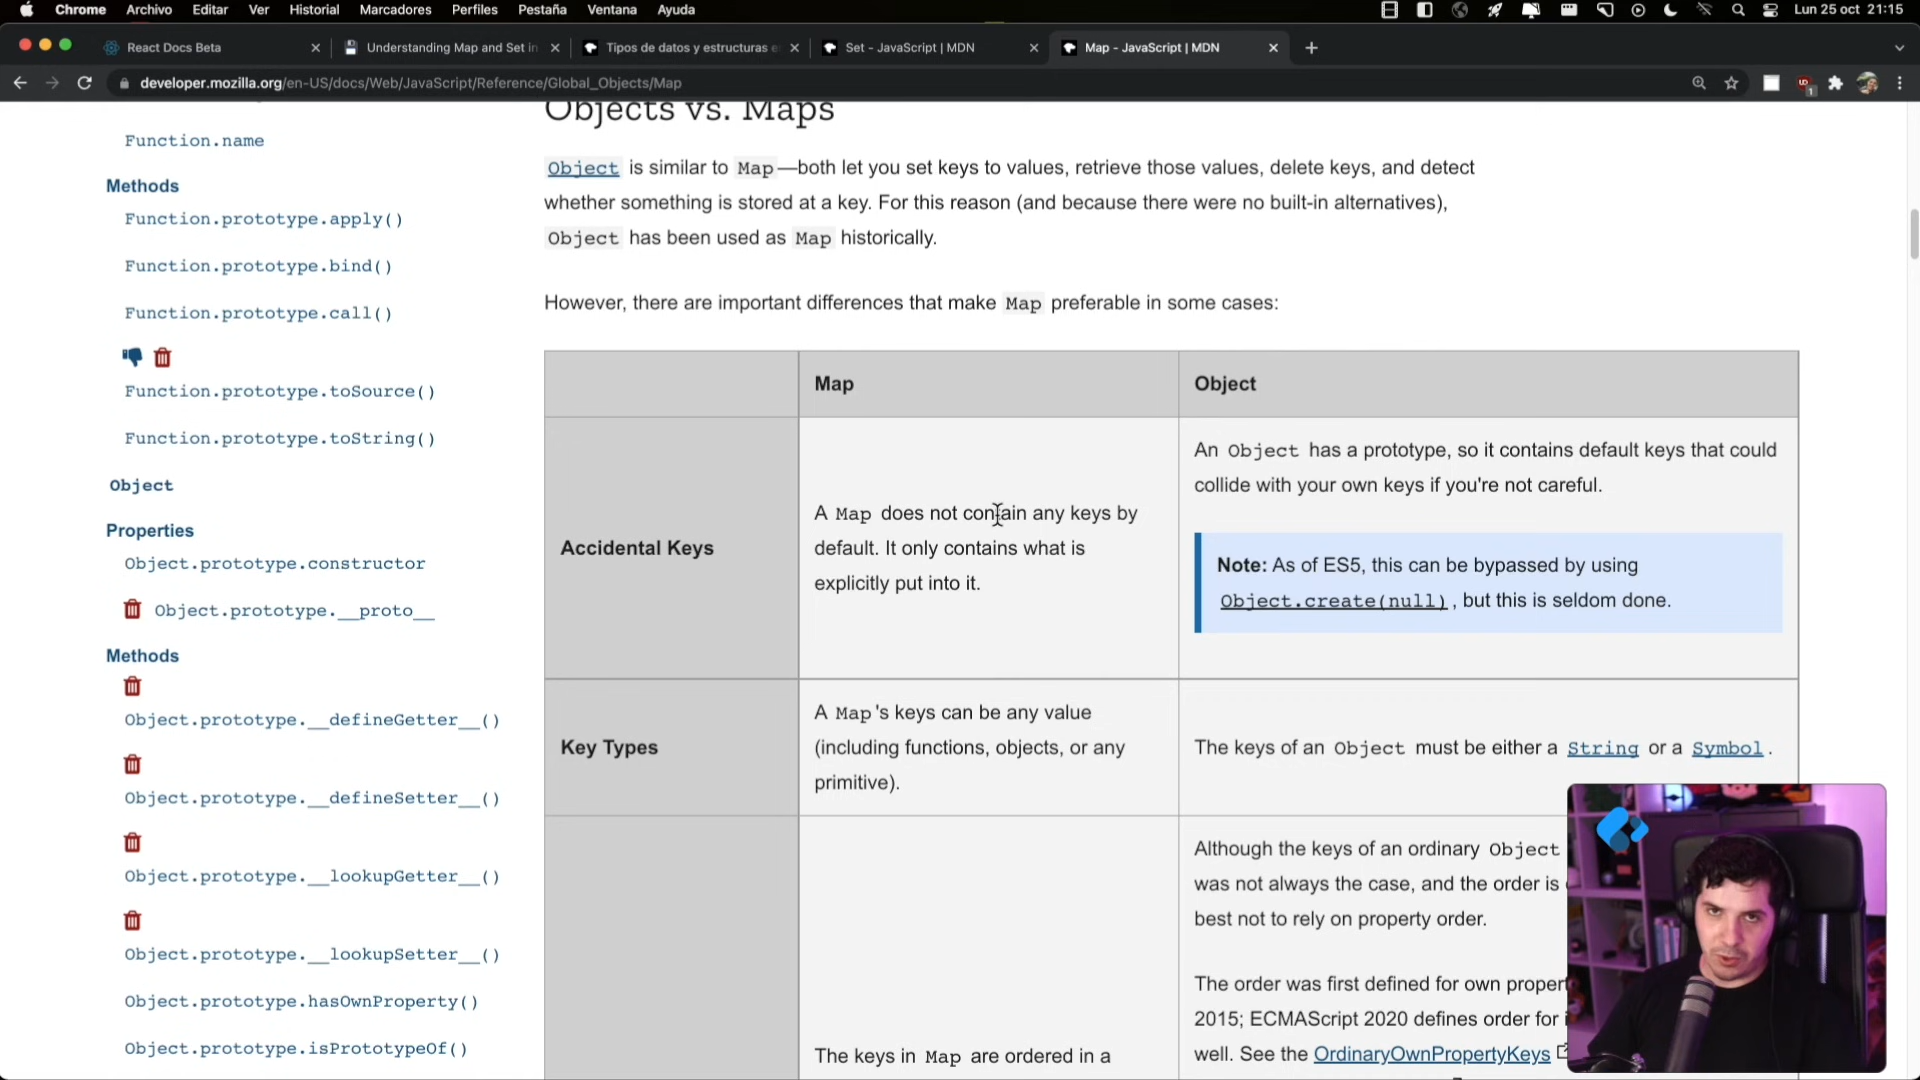 Chrome Archivo Editar Ver Historial Marcadores Perfiles Pestaña Ventana Ayuda Lun 25 oct 21:15
React Docs Beta Understanding Map and Set in Tipos de datos y estructuras e Set - JavaScript | MDN Map - JavaScript | MDN
developer.mozilla.org/en-US/docs/Web/JavaScript/Reference/Global_Objects/Map
Function.name
Methods
Function.prototype.apply()
Function.prototype.bind()
Function.prototype.call()
Function.prototype.toSource()
Function.prototype.toString()
Object
Properties
Object.prototype.constructor
Object.prototype.__proto__
Methods
Object.prototype.__defineGetter__()
Object.prototype.__defineSetter__()
Object.prototype.__lookupGetter__()
Object.prototype.__lookupSetter__()
Object.prototype.hasOwnProperty()
Object.prototype.isPrototypeOf()
Objects vs. Maps
Object is similar to Map—both let you set keys to values, retrieve those values, delete keys, and detect
whether something is stored at a key. For this reason (and because there were no built-in alternatives),
Object has been used as Map historically.
However, there are important differences that make Map preferable in some cases:
Map Object
Accidental Keys
A Map does not contain any keys by
default. It only contains what is
explicitly put into it.
An Object has a prototype, so it contains default keys that could
collide with your own keys if you're not careful.
Note: As of ES5, this can be bypassed by using
Object.create(null), but this is seldom done.
Key Types
A Map's keys can be any value
(including functions, objects, or any
primitive).
The keys of an Object must be either a String or a Symbol.
The keys in Map are ordered in a
Although the keys of an ordinary Object
was not always the case, and the order is
best not to rely on property order.
The order was first defined for own proper
2015; ECMAScript 2020 defines order for i
well. See the OrdinaryOwnPropertyKeys